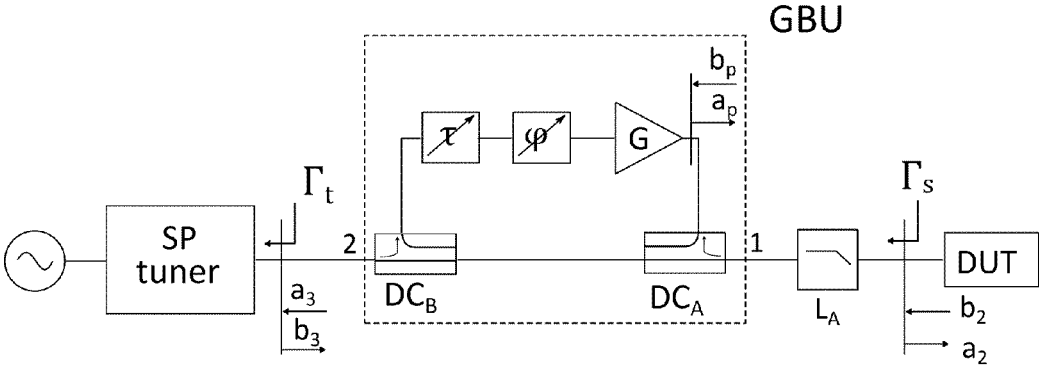 GBU
b_p
a_p
τ
φ
G
Γ_t
Γ_s
SP
tuner
2
1
DUT
DC_B
DC_A
L_A
a_3
b_3
b_2
a_2